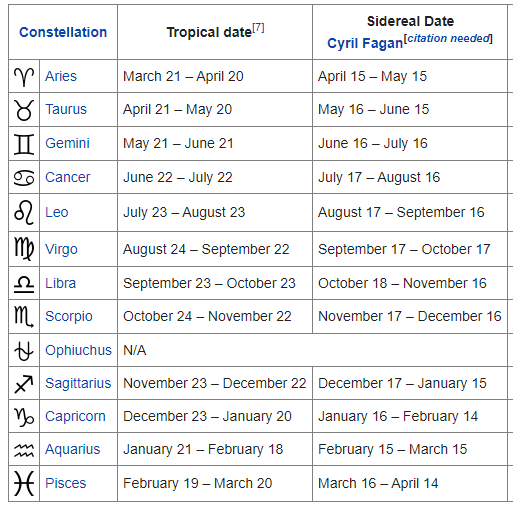 Constellation Tropical date[7] Sidereal Date
Cyril Fagan[citation needed]
Aries March 21 – April 20 April 15 – May 15
Taurus April 21 – May 20 May 16 – June 15
Gemini May 21 – June 21 June 16 – July 16
Cancer June 22 – July 22 July 17 – August 16
Leo July 23 – August 23 August 17 – September 16
Virgo August 24 – September 22 September 17 – October 17
Libra September 23 – October 23 October 18 – November 16
Scorpio October 24 – November 22 November 17 – December 16
Ophiuchus N/A
Sagittarius November 23 – December 22 December 17 – January 15
Capricorn December 23 – January 20 January 16 – February 14
Aquarius January 21 – February 18 February 15 – March 15
Pisces February 19 – March 20 March 16 – April 14